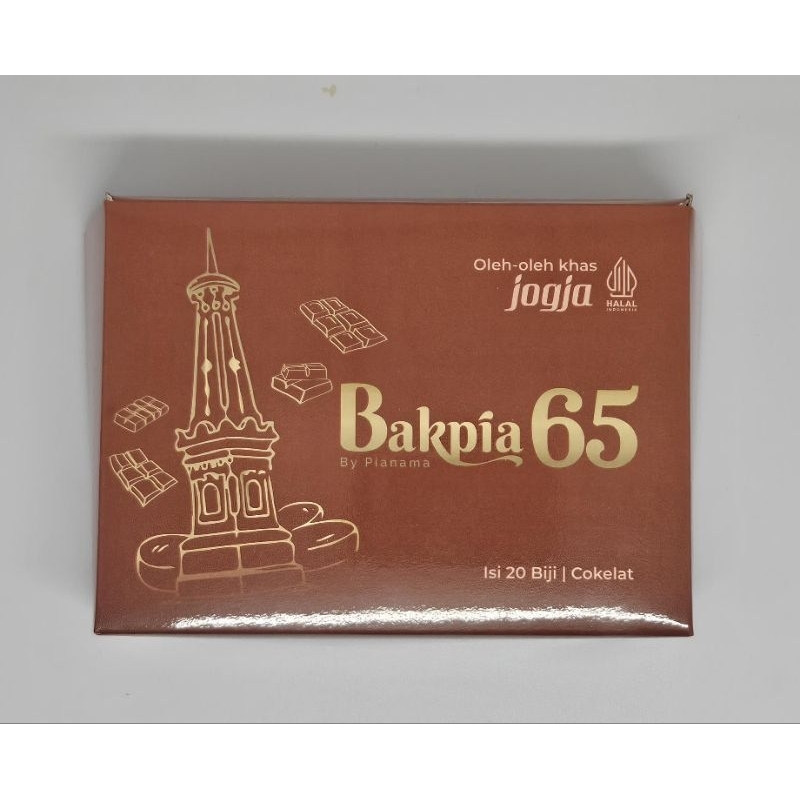 Oleh-oleh khas
jogja
HALAL
INDONESIA
Bakpia 65
By Pianama
Isi 20 Biji | Cokelat